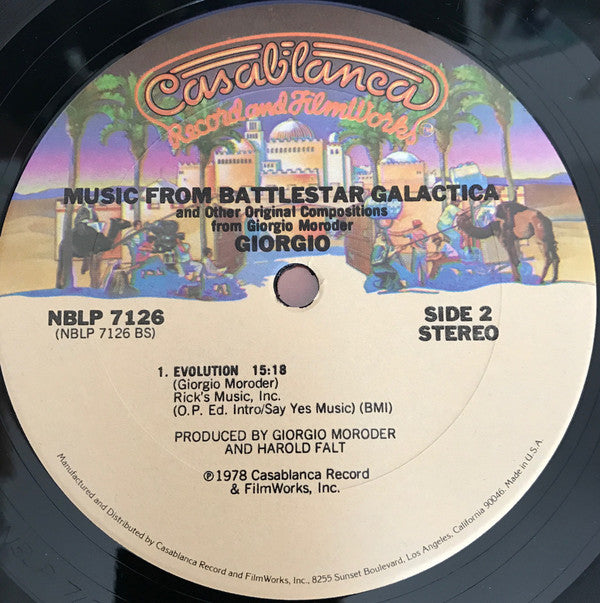 Casablanca
Record and FilmWorks™
MUSIC FROM BATTLESTAR GALACTICA
and Other Original Compositions
from Giorgio Moroder
GIORGIO
NBLP 7126
(NBLP 7126 BS)
SIDE 2
STEREO
1. EVOLUTION 15:18
(Giorgio Moroder)
Rick's Music, Inc.
(O.P. Ed. Intro/Say Yes Music) (BMI)
PRODUCED BY GIORGIO MORODER
AND HAROLD FALT
℗1978 Casablanca Record
& FilmWorks, Inc.
Manufactured and Distributed by Casablanca Record and FilmWorks, Inc., 8255 Sunset Boulevard, Los Angeles, California 90046. Made in U.S.A.